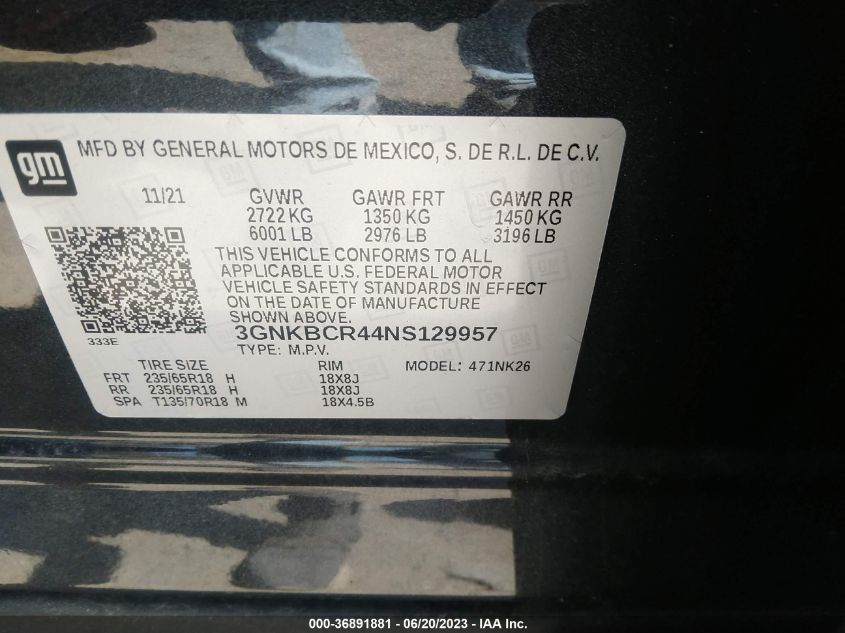 gm
MFD BY GENERAL MOTORS DE MEXICO, S. DE R.L. DE C.V.
11/21 GVWR GAWR FRT GAWR RR
2722 KG 1350 KG 1450 KG
6001 LB 2976 LB 3196 LB
THIS VEHICLE CONFORMS TO ALL
APPLICABLE U.S. FEDERAL MOTOR
VEHICLE SAFETY STANDARDS IN EFFECT
ON THE DATE OF MANUFACTURE
SHOWN ABOVE.
333E
3GNKBCR44NS129957
TYPE: M.P.V.
TIRE SIZE RIM MODEL: 471NK26
FRT 235/65R18 H 18X8J
RR 235/65R18 H 18X8J
SPA T135/70R18 M 18X4.5B
000-36891881 - 06/20/2023 - IAA Inc.